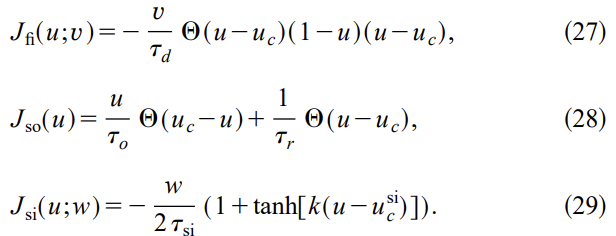 J_fi(u;v) = − v/τ_d Θ(u−u_c)(1−u)(u−u_c), (27)
J_so(u) = u/τ_o Θ(u_c−u) + 1/τ_r Θ(u−u_c), (28)
J_si(u;w) = − w/2τ_si (1+tanh[k(u−u_c^si)]). (29)